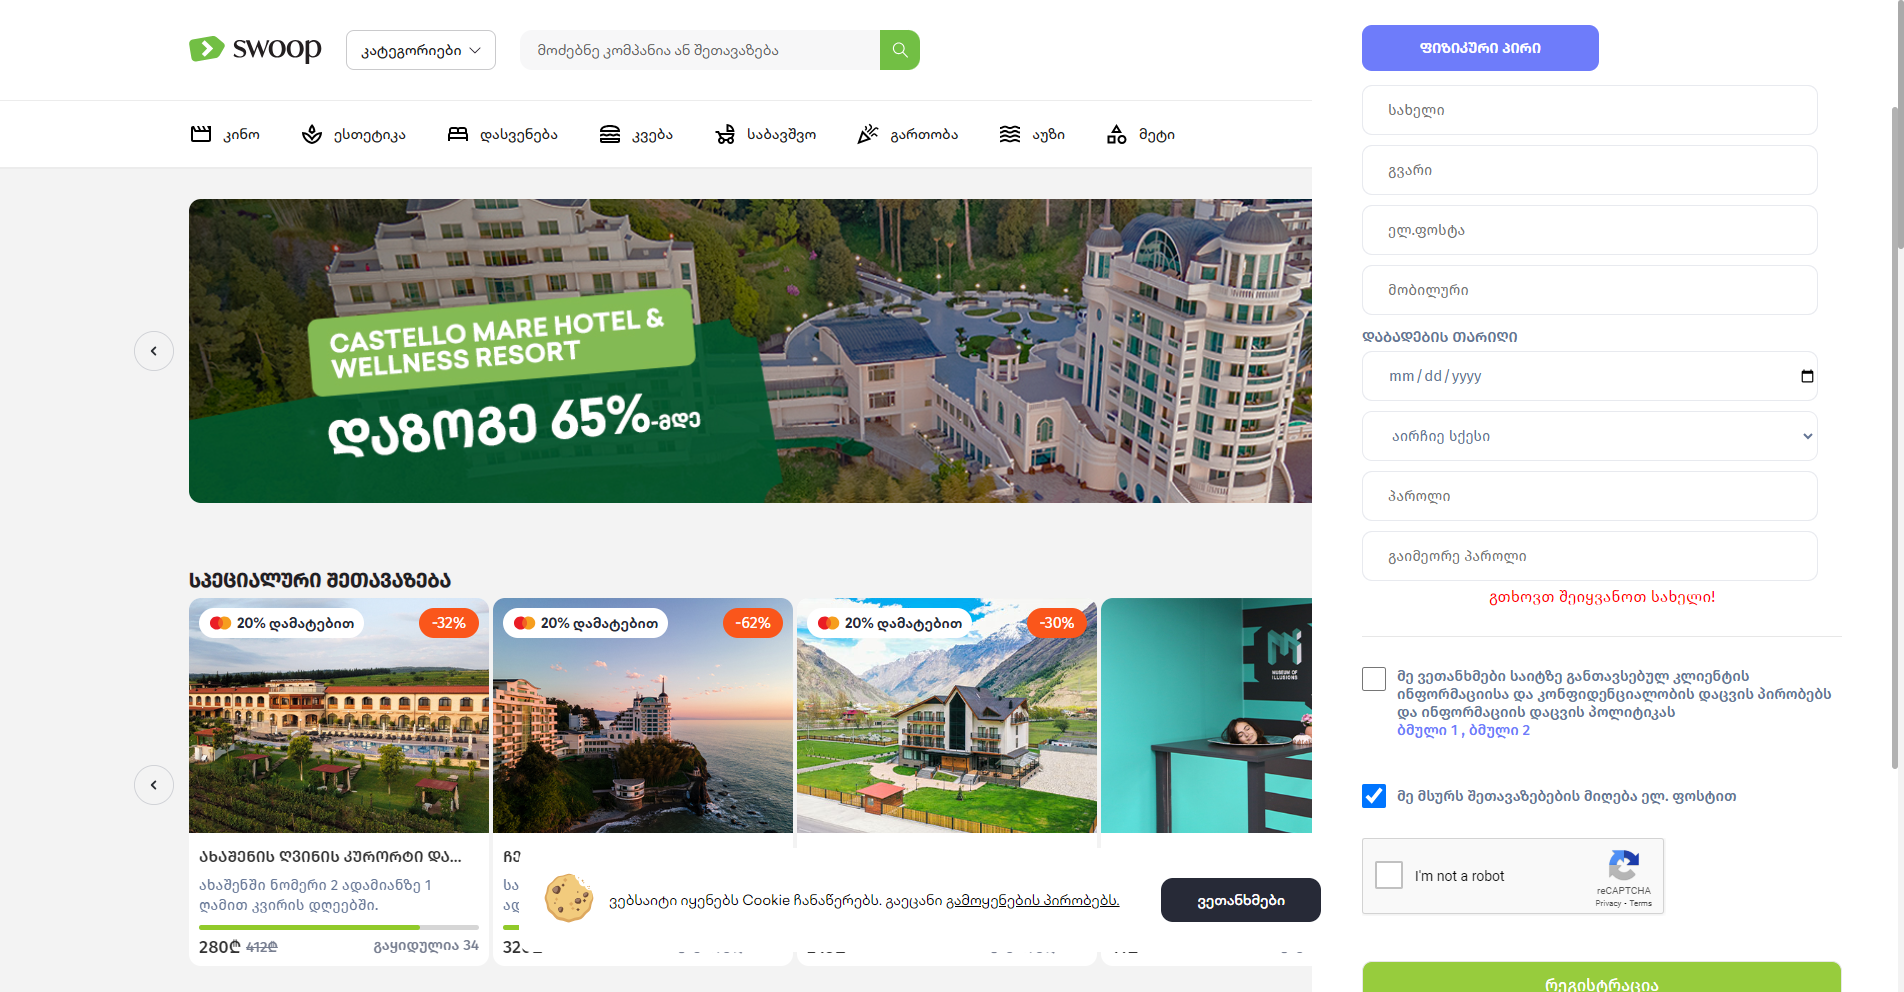 swoop
კატეგორიები
მოძებნე კომპანია ან შეთავაზება
კინო
ესთეტიკა
დასვენება
კვება
საბავშვო
გართობა
აუზი
მეტი
CASTELLO MARE HOTEL &
WELLNESS RESORT
დაზოგე 65%-მდე
სპეციალური შეთავაზება
20% დამატებით
-32%
20% დამატებით
-62%
20% დამატებით
-30%
MUSEUM OF
ILLUSIONS
ახაშენის ღვინის კურორტი და...
ახაშენში ნომერი 2 ადამიანზე 1
ღამით კვირის დღეებში.
280₾ 412₾
გაყიდულია 34
ვებსაიტი იყენებს Cookie ჩანაწერებს. გაეცანი გამოყენების პირობებს.
ვეთანხმები
ფიზიკური პირი
სახელი
გვარი
ელ.ფოსტა
მობილური
დაბადების თარიღი
mm/dd/yyyy
აირჩიე სქესი
პაროლი
გაიმეორე პაროლი
გთხოვთ შეიყვანოთ სახელი!
მე ვეთანხმები საიტზე განთავსებულ კლიენტის
ინფორმაციისა და კონფიდენციალობის დაცვის პირობებს
და ინფორმაციის დაცვის პოლიტიკას
ბმული 1 , ბმული 2
მე მსურს შეთავაზებების მიღება ელ. ფოსტით
I'm not a robot
reCAPTCHA
Privacy - Terms
რეგისტრაცია